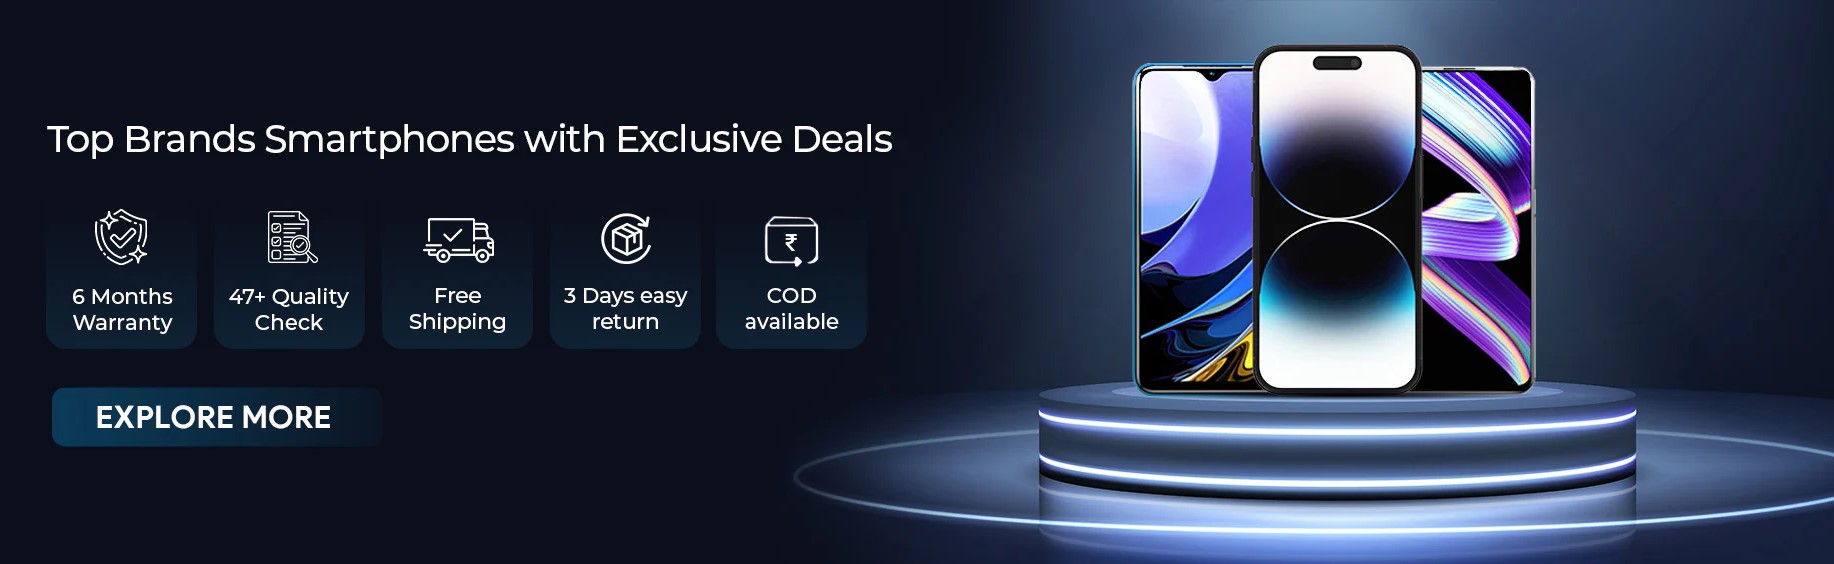 Top Brands Smartphones with Exclusive Deals
6 Months
Warranty
47+ Quality
Check
Free
Shipping
3 Days easy
return
₹
COD
available
EXPLORE MORE